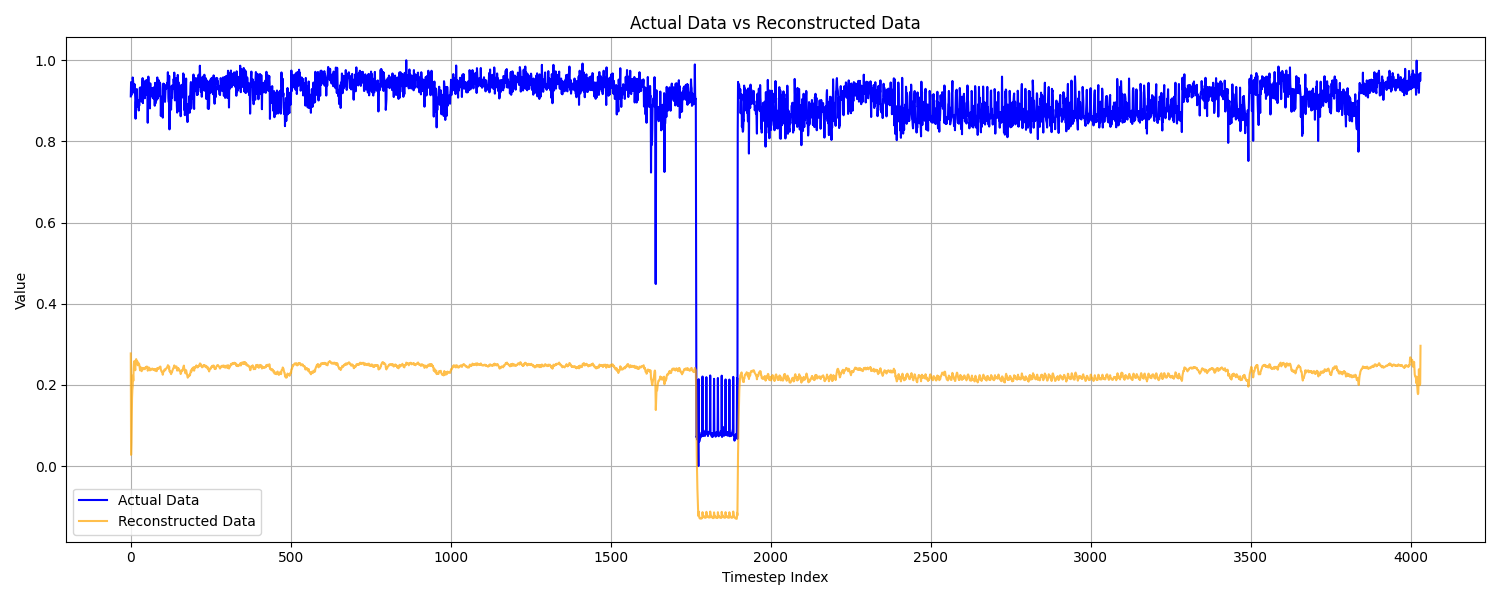 Actual Data vs Reconstructed Data
1.0
0.8
0.6
0.4
0.2
0.0
Value
Actual Data
Reconstructed Data
0 500 1000 1500 2000 2500 3000 3500 4000
Timestep Index